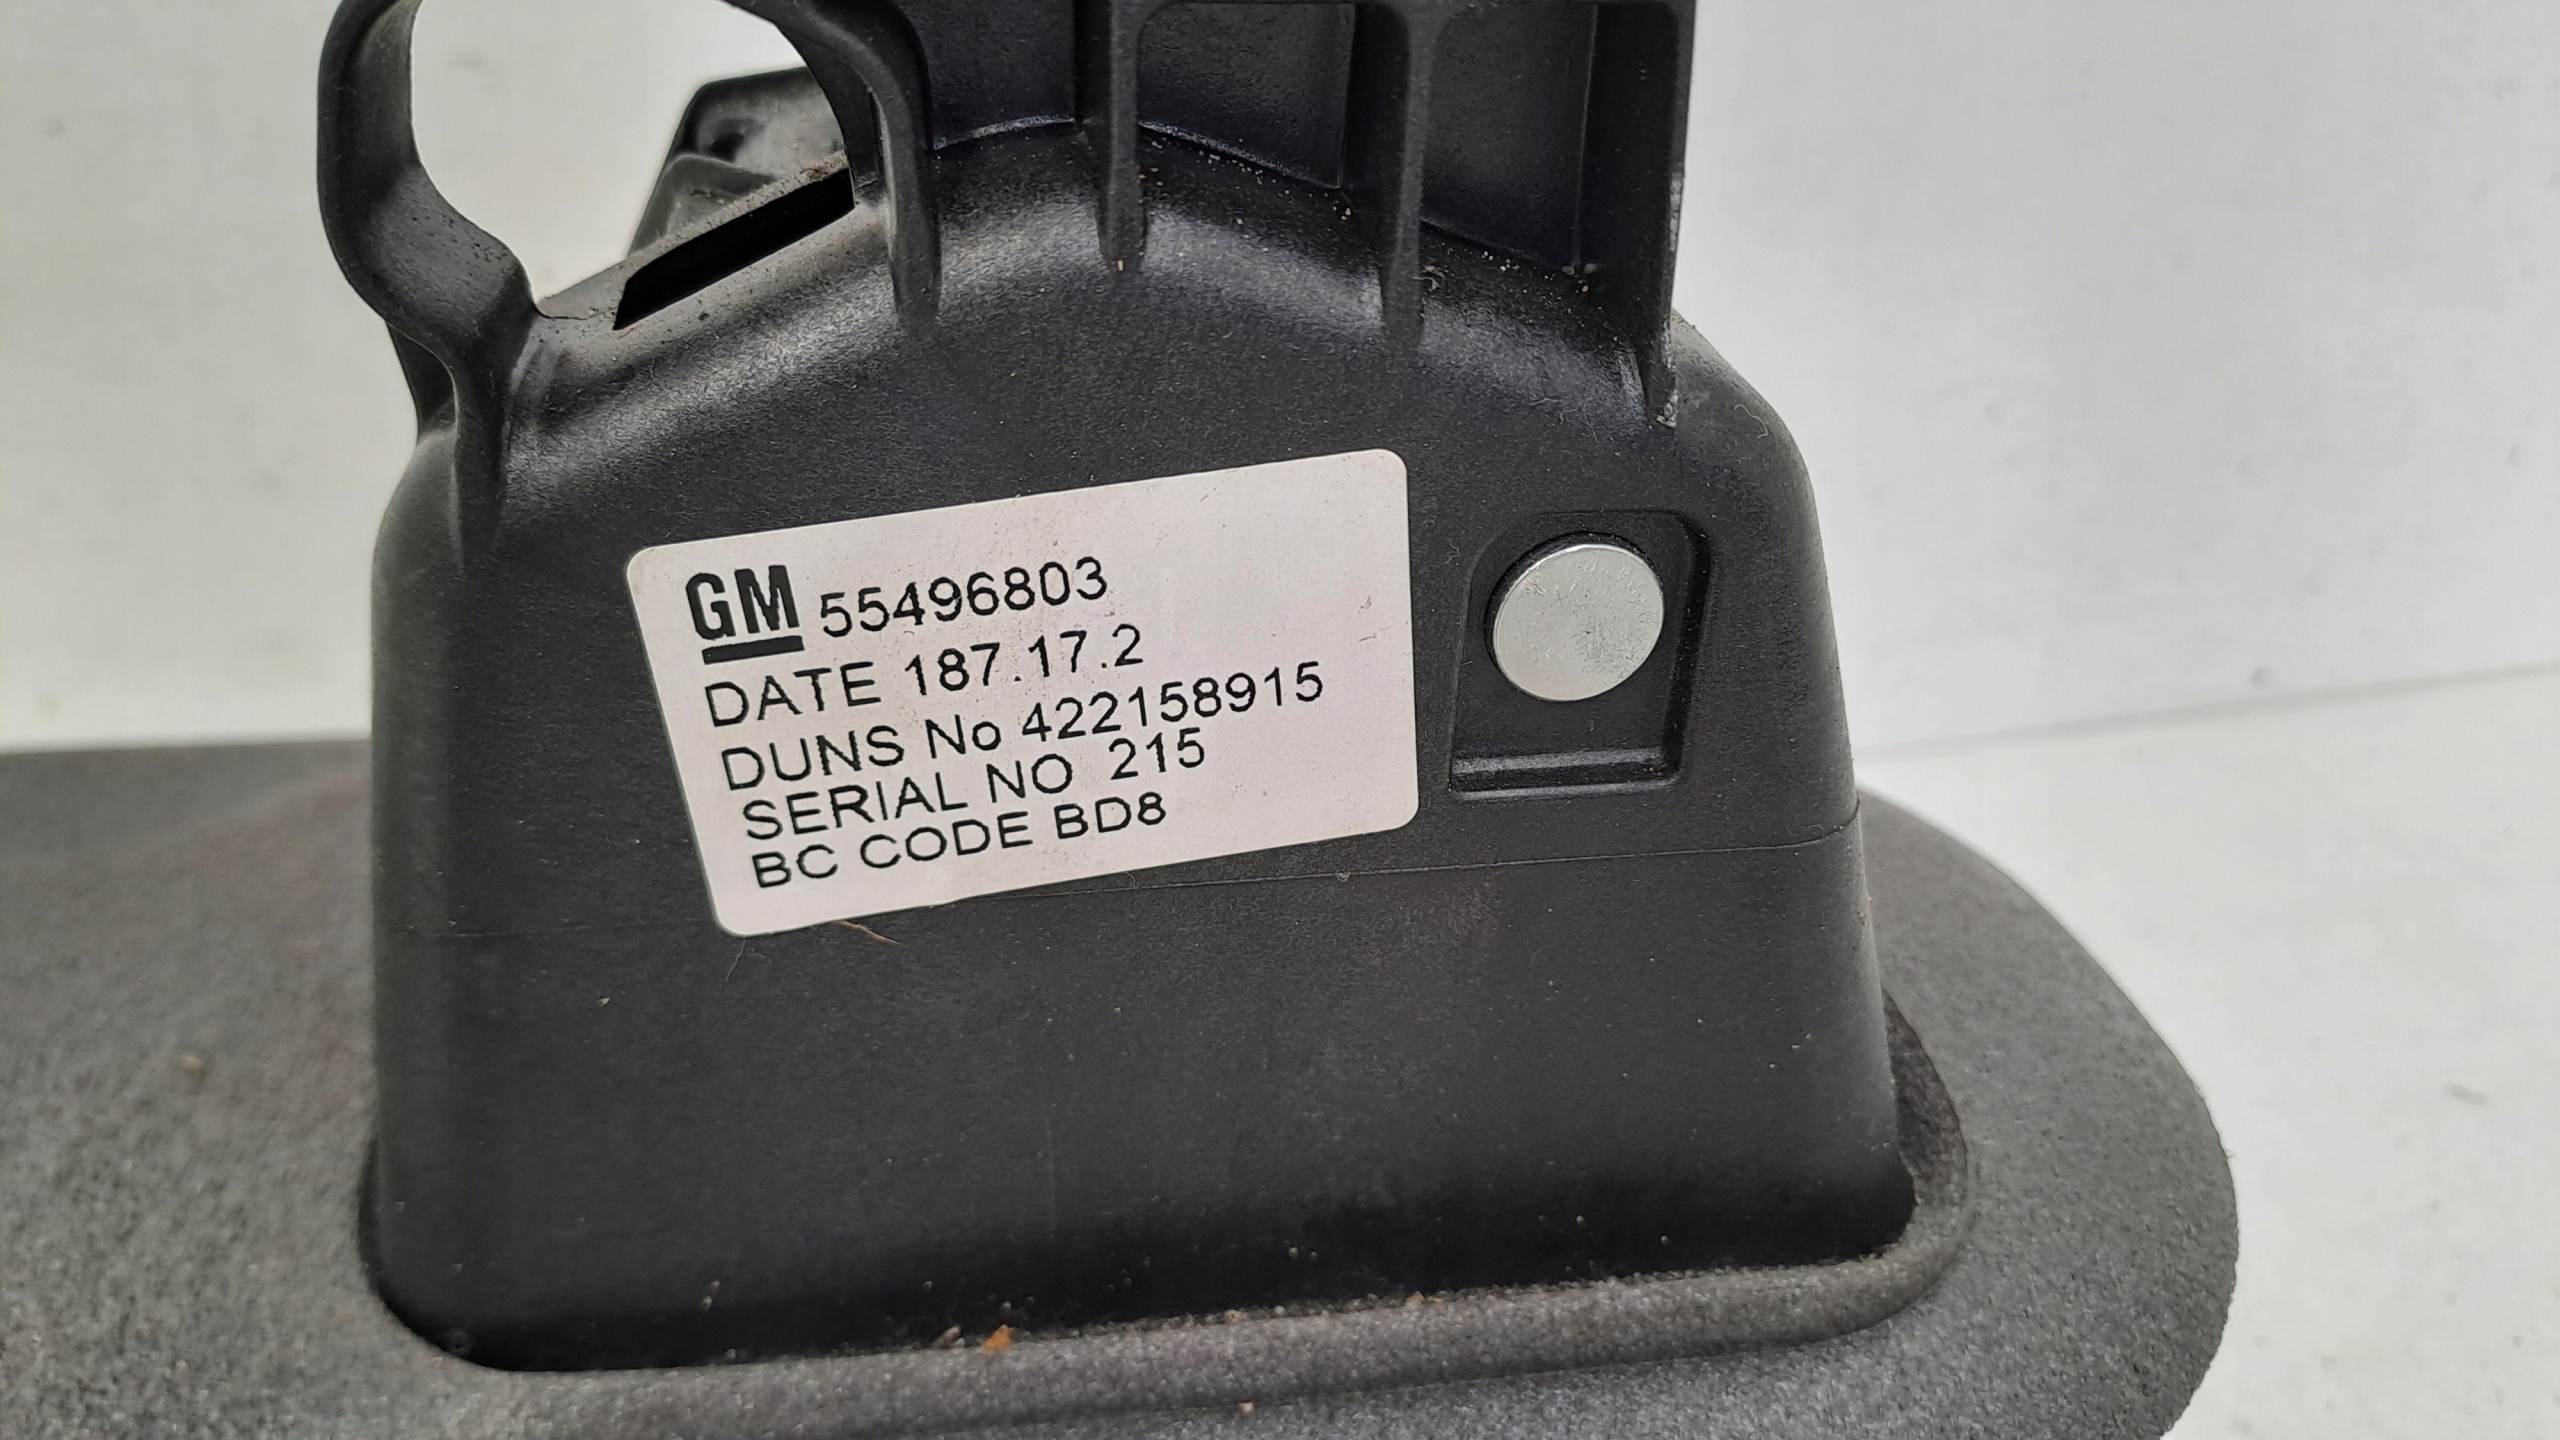 GM 55496803
DATE 187.17.2
DUNS No 422158915
SERIAL NO 215
BC CODE BD8